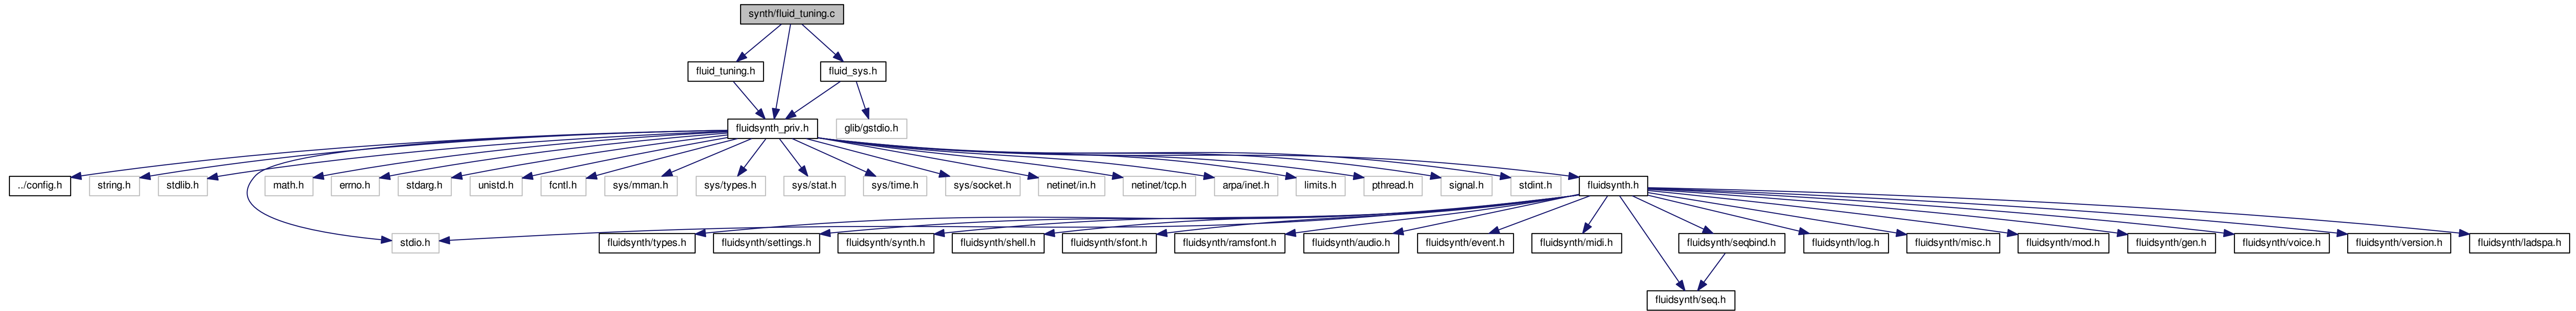 synth/fluid_tuning.c
fluid_tuning.h
fluid_sys.h
fluidsynth_priv.h
glib/gstdio.h
../config.h
string.h
stdlib.h
math.h
errno.h
stdarg.h
unistd.h
fcntl.h
sys/mman.h
sys/types.h
sys/stat.h
sys/time.h
sys/socket.h
netinet/in.h
netinet/tcp.h
arpa/inet.h
limits.h
pthread.h
signal.h
stdint.h
fluidsynth.h
stdio.h
fluidsynth/types.h
fluidsynth/settings.h
fluidsynth/synth.h
fluidsynth/shell.h
fluidsynth/sfont.h
fluidsynth/ramsfont.h
fluidsynth/audio.h
fluidsynth/event.h
fluidsynth/midi.h
fluidsynth/seqbind.h
fluidsynth/log.h
fluidsynth/misc.h
fluidsynth/mod.h
fluidsynth/gen.h
fluidsynth/voice.h
fluidsynth/version.h
fluidsynth/ladspa.h
fluidsynth/seq.h